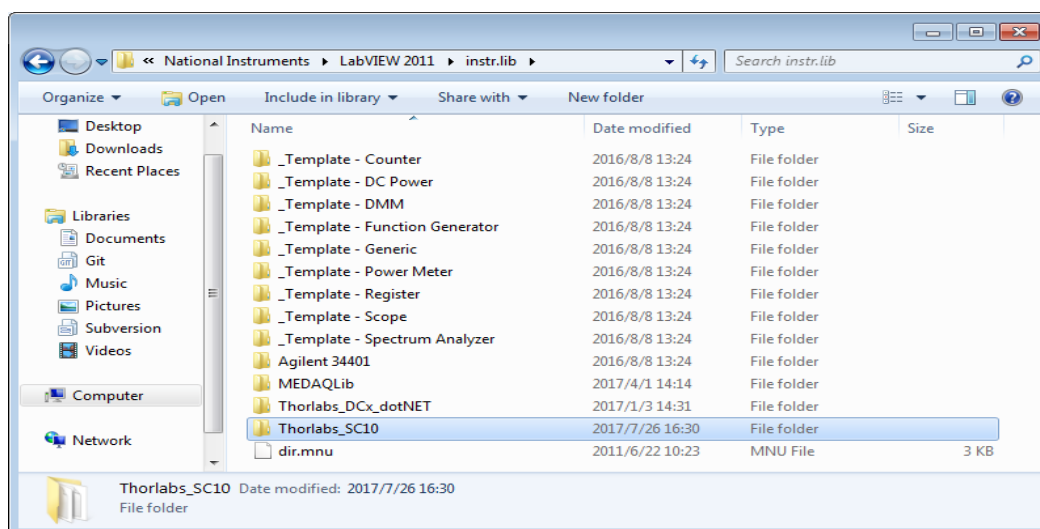 « National Instruments ▸ LabVIEW 2011 ▸ instr.lib ▸ Search instr.lib
Organize ▾ Open Include in library ▾ Share with ▾ New folder
Desktop
Downloads
Recent Places
Libraries
Documents
Git
Music
Pictures
Subversion
Videos
Computer
Network
Name Date modified Type Size
_Template - Counter 2016/8/8 13:24 File folder
_Template - DC Power 2016/8/8 13:24 File folder
_Template - DMM 2016/8/8 13:24 File folder
_Template - Function Generator 2016/8/8 13:24 File folder
_Template - Generic 2016/8/8 13:24 File folder
_Template - Power Meter 2016/8/8 13:24 File folder
_Template - Register 2016/8/8 13:24 File folder
_Template - Scope 2016/8/8 13:24 File folder
_Template - Spectrum Analyzer 2016/8/8 13:24 File folder
Agilent 34401 2016/8/8 13:24 File folder
MEDAQLib 2017/4/1 14:14 File folder
Thorlabs_DCx_dotNET 2017/1/3 14:31 File folder
Thorlabs_SC10 2017/7/26 16:30 File folder
dir.mnu 2011/6/22 10:23 MNU File 3 KB
Thorlabs_SC10 Date modified: 2017/7/26 16:30
File folder